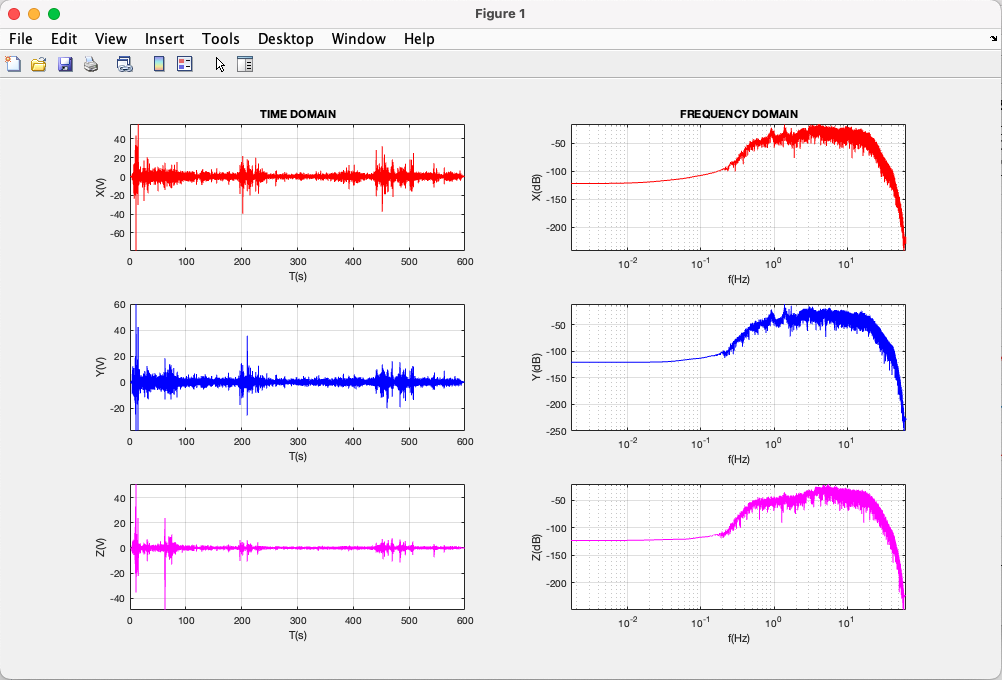 Figure 1
File Edit View Insert Tools Desktop Window Help
TIME DOMAIN
40
20
0
-20
-40
-60
X(V)
0 100 200 300 400 500 600
T(s)
FREQUENCY DOMAIN
-50
-100
-150
-200
X(dB)
10^-2 10^-1 10^0 10^1
f(Hz)
60
40
20
0
-20
Y(V)
0 100 200 300 400 500 600
T(s)
-50
-100
-150
-200
-250
Y(dB)
10^-2 10^-1 10^0 10^1
f(Hz)
40
20
0
-20
-40
Z(V)
0 100 200 300 400 500 600
T(s)
-50
-100
-150
-200
Z(dB)
10^-2 10^-1 10^0 10^1
f(Hz)